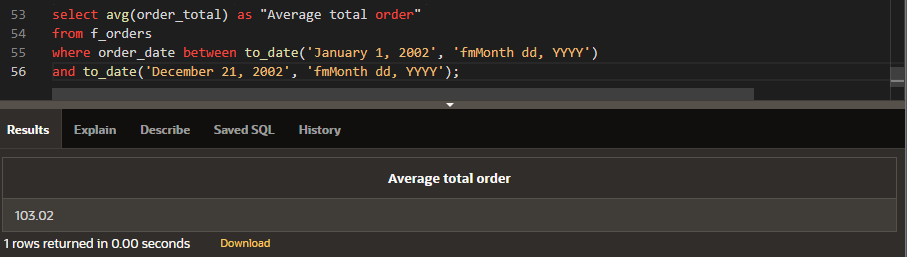 53 select avg(order_total) as "Average total order"
54 from f_orders
55 where order_date between to_date('January 1, 2002', 'fmMonth dd, YYYY')
56 and to_date('December 21, 2002', 'fmMonth dd, YYYY');
Results Explain Describe Saved SQL History
Average total order
103.02
1 rows returned in 0.00 seconds Download